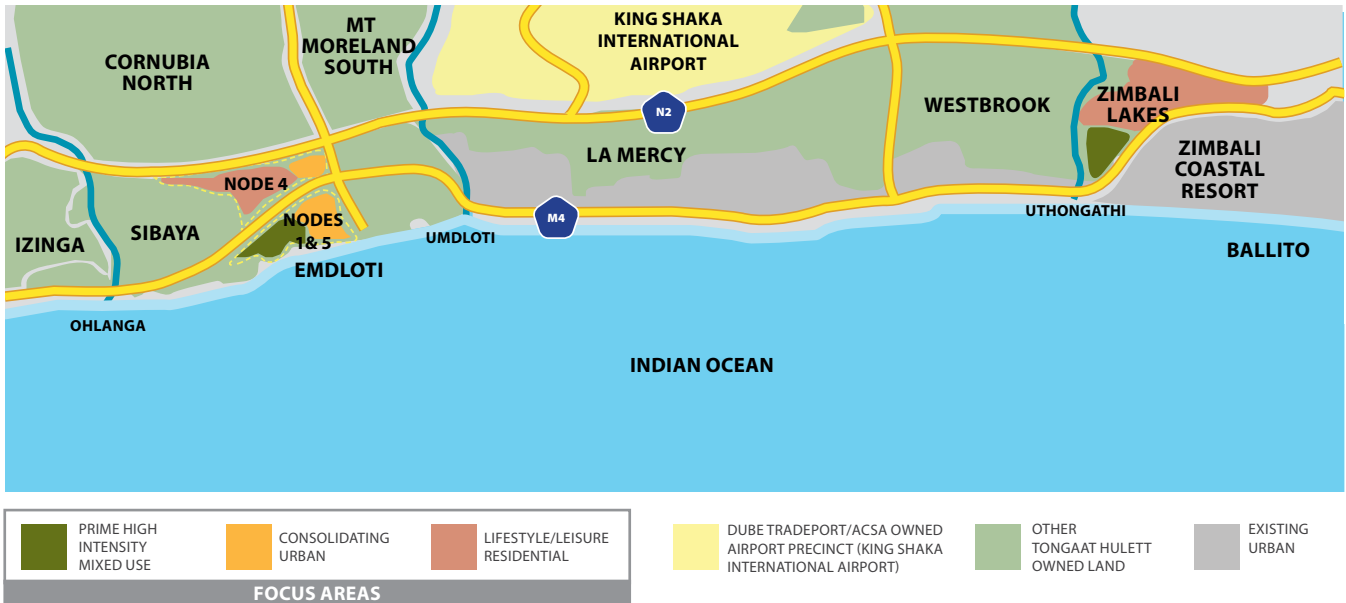 MT
MORELAND
SOUTH
KING SHAKA
INTERNATIONAL
AIRPORT
CORNUBIA
NORTH
N2
WESTBROOK
ZIMBALI
LAKES
LA MERCY
ZIMBALI
COASTAL
RESORT
NODE 4
NODES
1& 5
M4
UTHONGATHI
IZINGA
SIBAYA
UMDLOTI
EMDLOTI
BALLITO
OHLANGA
INDIAN OCEAN
PRIME HIGH
INTENSITY
MIXED USE
CONSOLIDATING
URBAN
LIFESTYLE/LEISURE
RESIDENTIAL
FOCUS AREAS
DUBE TRADEPORT/ACSA OWNED
AIRPORT PRECINCT (KING SHAKA
INTERNATIONAL AIRPORT)
OTHER
TONGAAT HULETT
OWNED LAND
EXISTING
URBAN